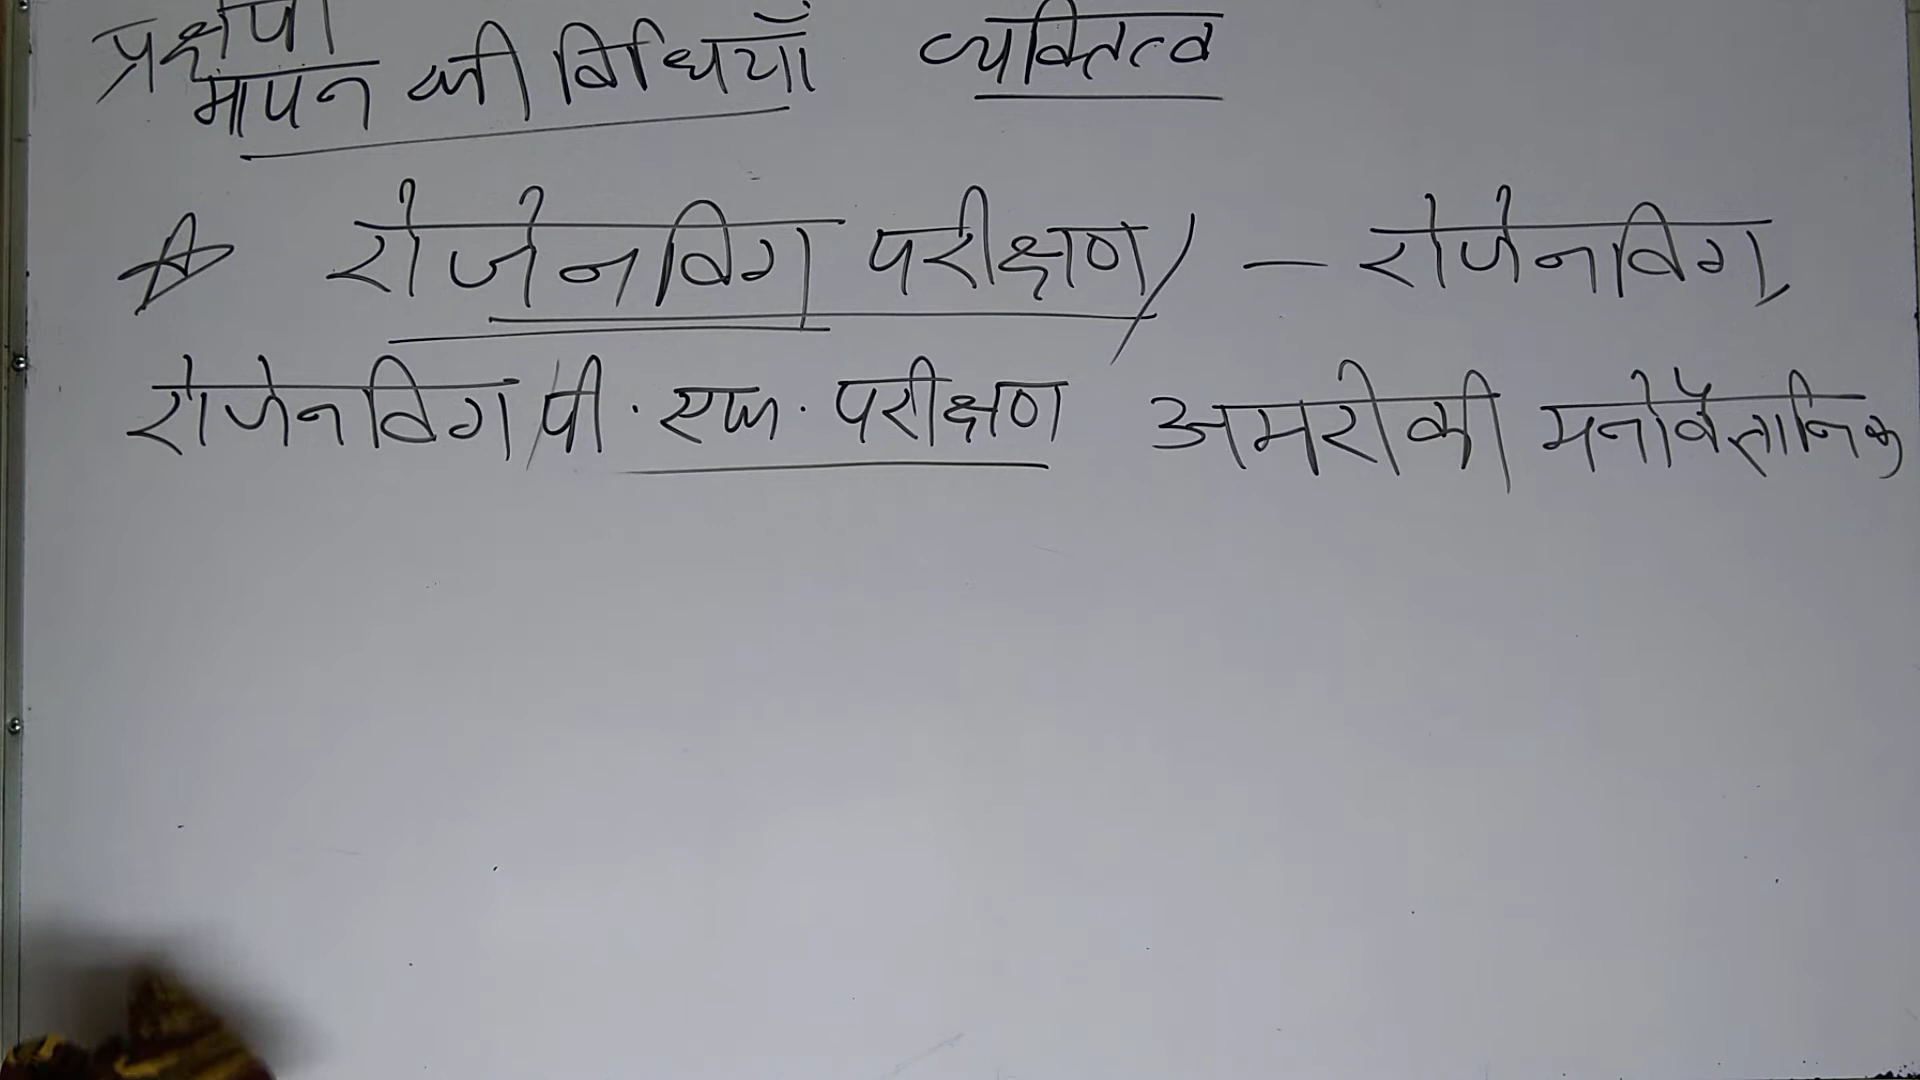 प्रक्षेपी
मापन की विधियाँ व्यक्तित्व
रोजेनविग परीक्षण / - रोजेनविग,
रोजेनविग / पी. एफ. परीक्षण अमरीकी मनोवैज्ञानिक